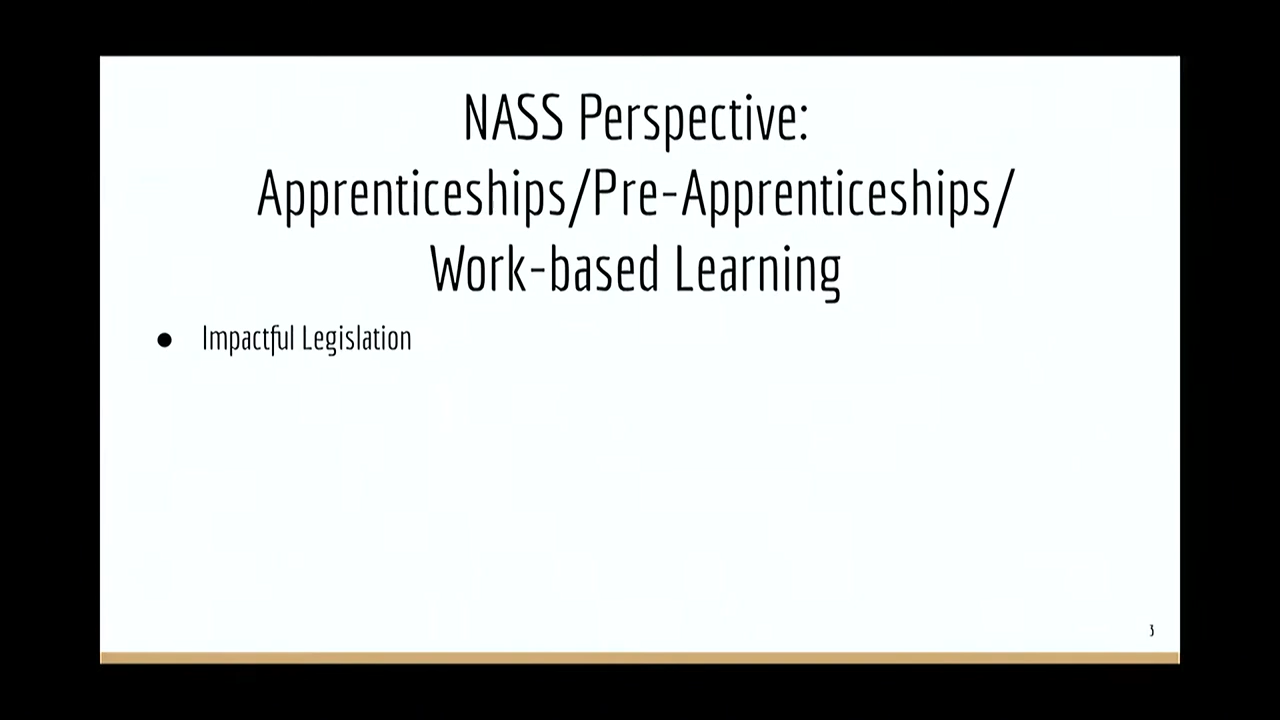 NASS Perspective:
Apprenticeships/Pre-Apprenticeships/
Work-based Learning
● Impactful Legislation
3